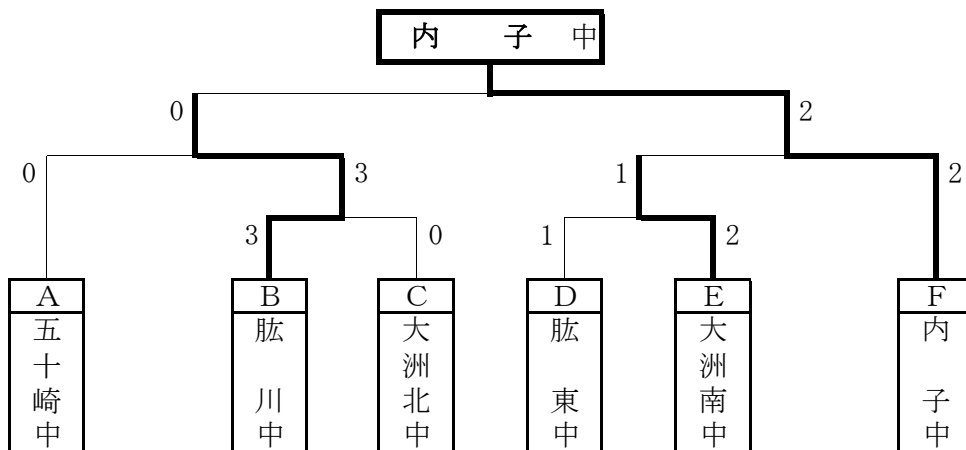 内 子 中
0 2
0 3 1 2
3 0 1 2
A B C D E F
五十崎中
肱川中
大洲北中
肱東中
大洲南中
内子中